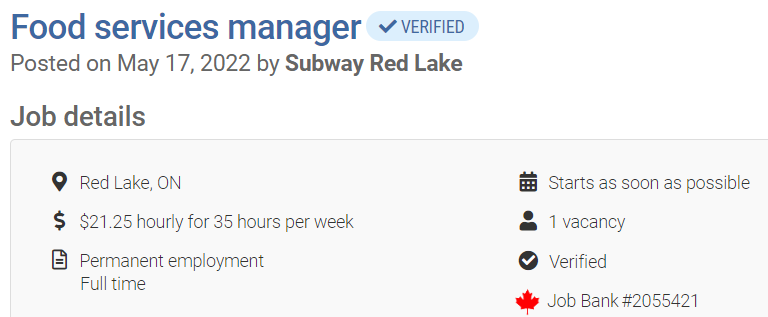 Food services manager VERIFIED
Posted on May 17, 2022 by Subway Red Lake
Job details
Red Lake, ON
$21.25 hourly for 35 hours per week
Permanent employment
Full time
Starts as soon as possible
1 vacancy
Verified
Job Bank #2055421